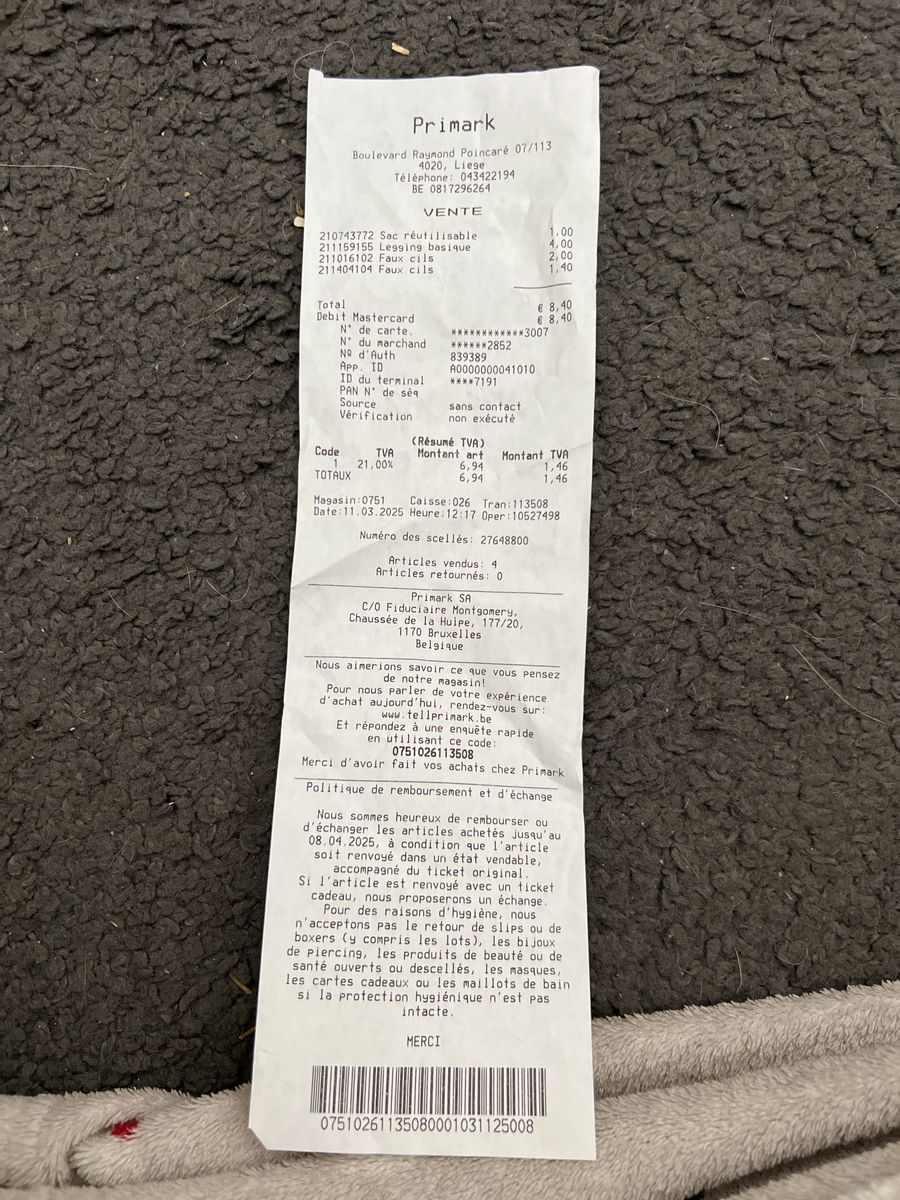 Primark
Boulevard Raymond Poincaré 07/113
4020, Liege
Téléphone: 043422194
BE 0817296264
VENTE
210743772 Sac réutilisable 1,00
211159155 Legging basique 4,00
211016102 Faux cils 2,00
211404104 Faux cils 1,40
Total € 8,40
Debit Mastercard € 8,40
N° de carte. ************3007
N° du marchand ******2852
Nº d'Auth 839389
App. ID A0000000041010
ID du terminal ****7191
PAN N° de séq
Source sans contact
Vérification non exécuté
(Résumé TVA)
Code TVA Montant art Montant TVA
1 21,00% 6,94 1,46
TOTAUX 6,94 1,46
Magasin:0751 Caisse:026 Tran:113508
Date:11.03.2025 Heure:12:17 Oper:10527498
Numéro des scellés: 27648800
Articles vendus: 4
Articles retournés: 0
Primark SA
C/O Fiduciaire Montgomery,
Chaussée de la Hulpe, 177/20,
1170 Bruxelles
Belgique
Nous aimerions savoir ce que vous pensez
de notre magasin!
Pour nous parler de votre expérience
d'achat aujourd'hui, rendez-vous sur:
www.tellprimark.be
Et répondez à une enquête rapide
en utilisant ce code:
0751026113508
Merci d'avoir fait vos achats chez Primark
Politique de remboursement et d'échange
Nous sommes heureux de rembourser ou
d'échanger les articles achetés jusqu'au
08.04.2025, à condition que l'article
soit renvoyé dans un état vendable,
accompagné du ticket original.
Si l'article est renvoyé avec un ticket
cadeau, nous proposerons un échange.
Pour des raisons d'hygiène, nous
n'acceptons pas le retour de slips ou de
boxers (y compris les lots), les bijoux
de piercing, les produits de beauté ou de
santé ouverts ou descellés, les masques,
les cartes cadeaux ou les maillots de bain
si la protection hygiénique n'est pas
intacte.
MERCI
0751026113508000103112 5008